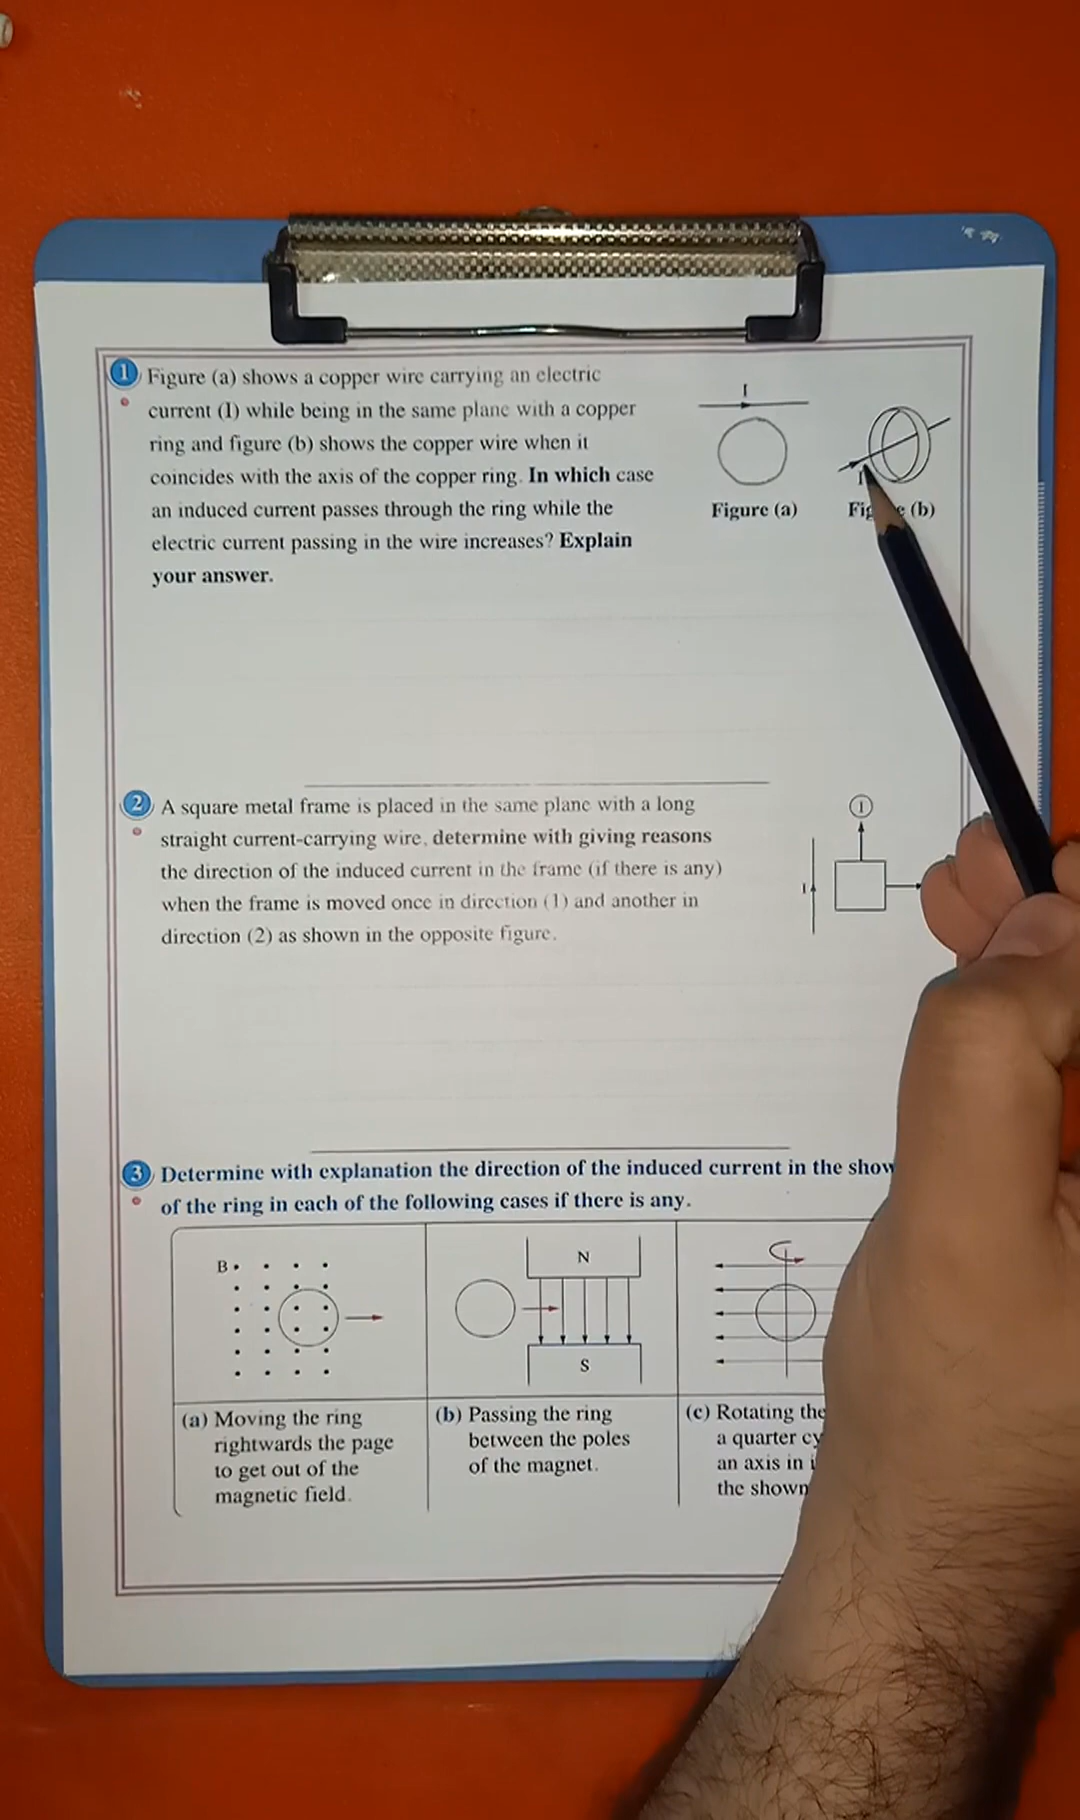 1 Figure (a) shows a copper wire carrying an electric
current (I) while being in the same plane with a copper
ring and figure (b) shows the copper wire when it
coincides with the axis of the copper ring. In which case
an induced current passes through the ring while the
electric current passing in the wire increases? Explain
your answer.
I
Figure (a)
(b)
2 A square metal frame is placed in the same plane with a long
straight current-carrying wire, determine with giving reasons
the direction of the induced current in the frame (if there is any)
when the frame is moved once in direction (1) and another in
direction (2) as shown in the opposite figure.
1
I
3 Determine with explanation the direction of the induced current in the
of the ring in each of the following cases if there is any.
B
N
S
(a) Moving the ring
rightwards the page
to get out of the
magnetic field.
(b) Passing the ring
between the poles
of the magnet.
(c) Rotating the
a quarter
an axis in
the